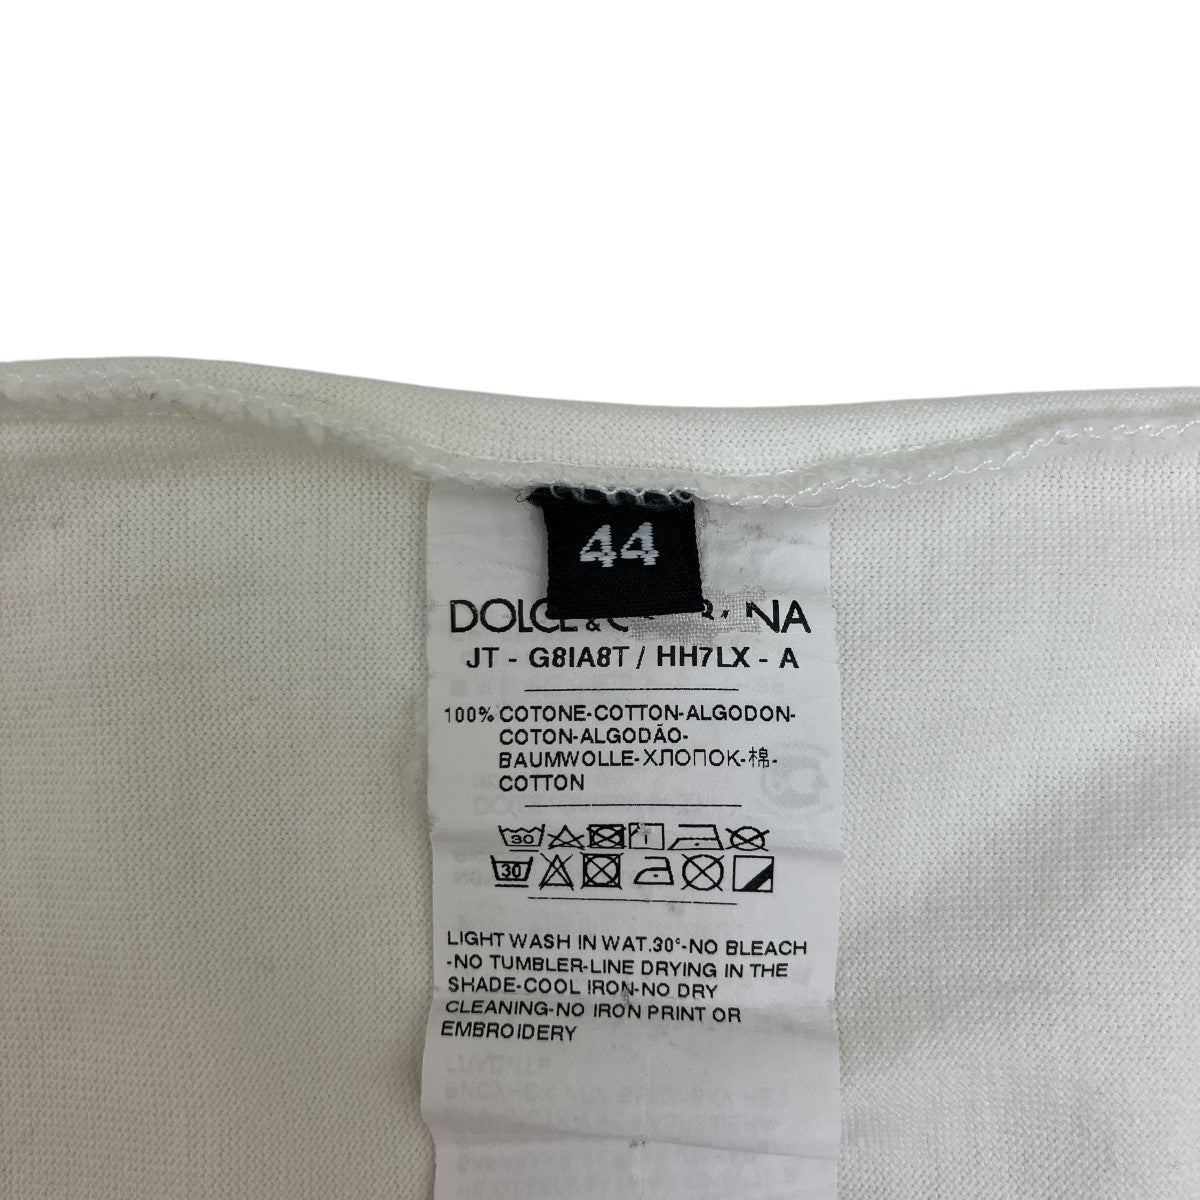 44
JT - G8IA8T / HH7LX - A
100% COTONE-COTTON-ALGODON-
COTON-ALGODÃO-
BAUMWOLLE-ХЛОПОК-棉-
COTTON
30
30
LIGHT WASH IN WAT.30°-NO BLEACH
-NO TUMBLER-LINE DRYING IN THE
SHADE-COOL IRON-NO DRY
CLEANING-NO IRON PRINT OR
EMBROIDERY